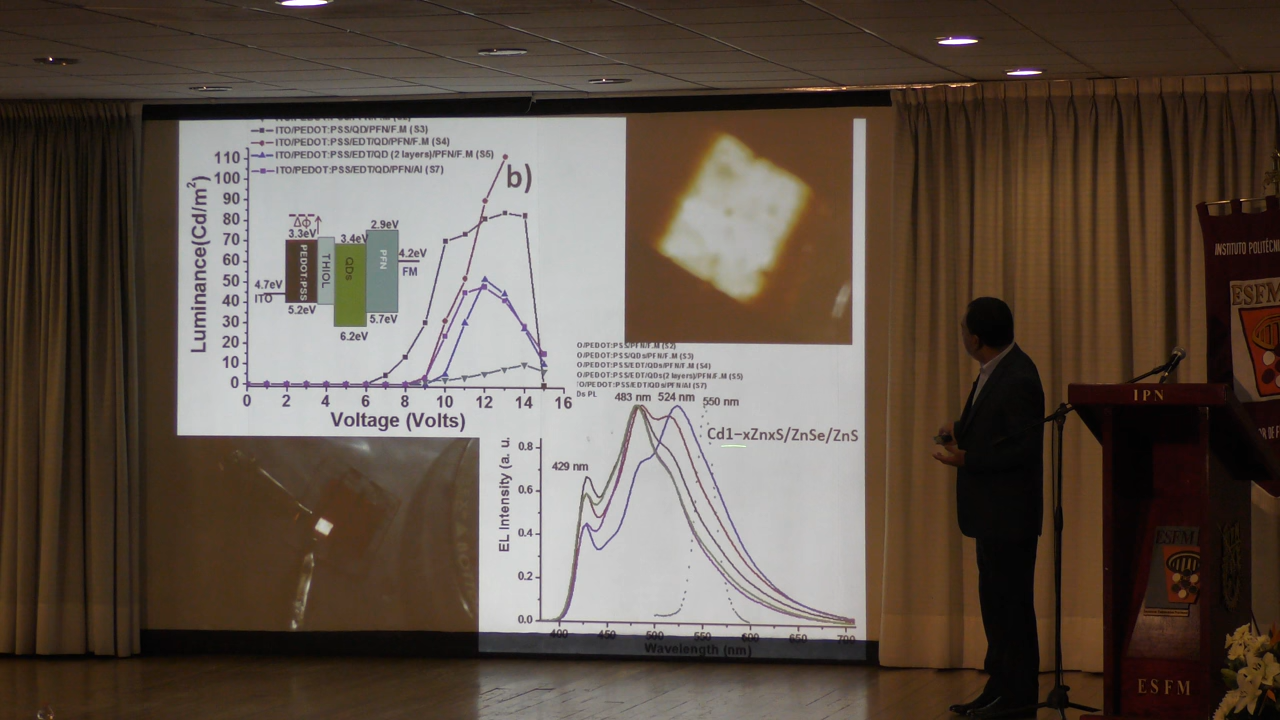 ITO/PEDOT:PSS/QD/PFN/F.M (S3)
ITO/PEDOT:PSS/EDT/QD/PFN/F.M (S4)
ITO/PEDOT:PSS/EDT/QD (2 layers)/PFN/F.M (S5)
ITO/PEDOT:PSS/EDT/QD/PFN/Al (S7)
b)
Luminance(Cd/m²)
110
100
90
80
70
60
50
40
30
20
10
0
0 2 4 6 8 10 12 14 16
Voltage (Volts)
Δϕ
3.3eV
3.4eV
2.9eV
4.2eV
FM
4.7eV
ITO
PEDOT:PSS
THIOL
QDs
PFN
5.2eV
6.2eV
5.7eV
O/PEDOT:PSS/PFN/F.M (S2)
O/PEDOT:PSS/QDs/PFN/F.M (S3)
O/PEDOT:PSS/EDT/QDs/PFN/F.M (S4)
O/PEDOT:PSS/EDT/QDs(2 layers)/PFN/F.M (S5)
O/PEDOT:PSS/EDT/QDs/PFN/Al (S7)
Ds PL
483 nm 524 nm 550 nm
Cd1-xZnxS/ZnSe/ZnS
429 nm
EL Intensity (a. u.
0.8
0.6
0.4
0.2
0.0
400 450 500 550 600 650 700
Wavelength (nm)
INSTITUTO POLITÉCNI
ESFM
IPN
ESFM
ESFM